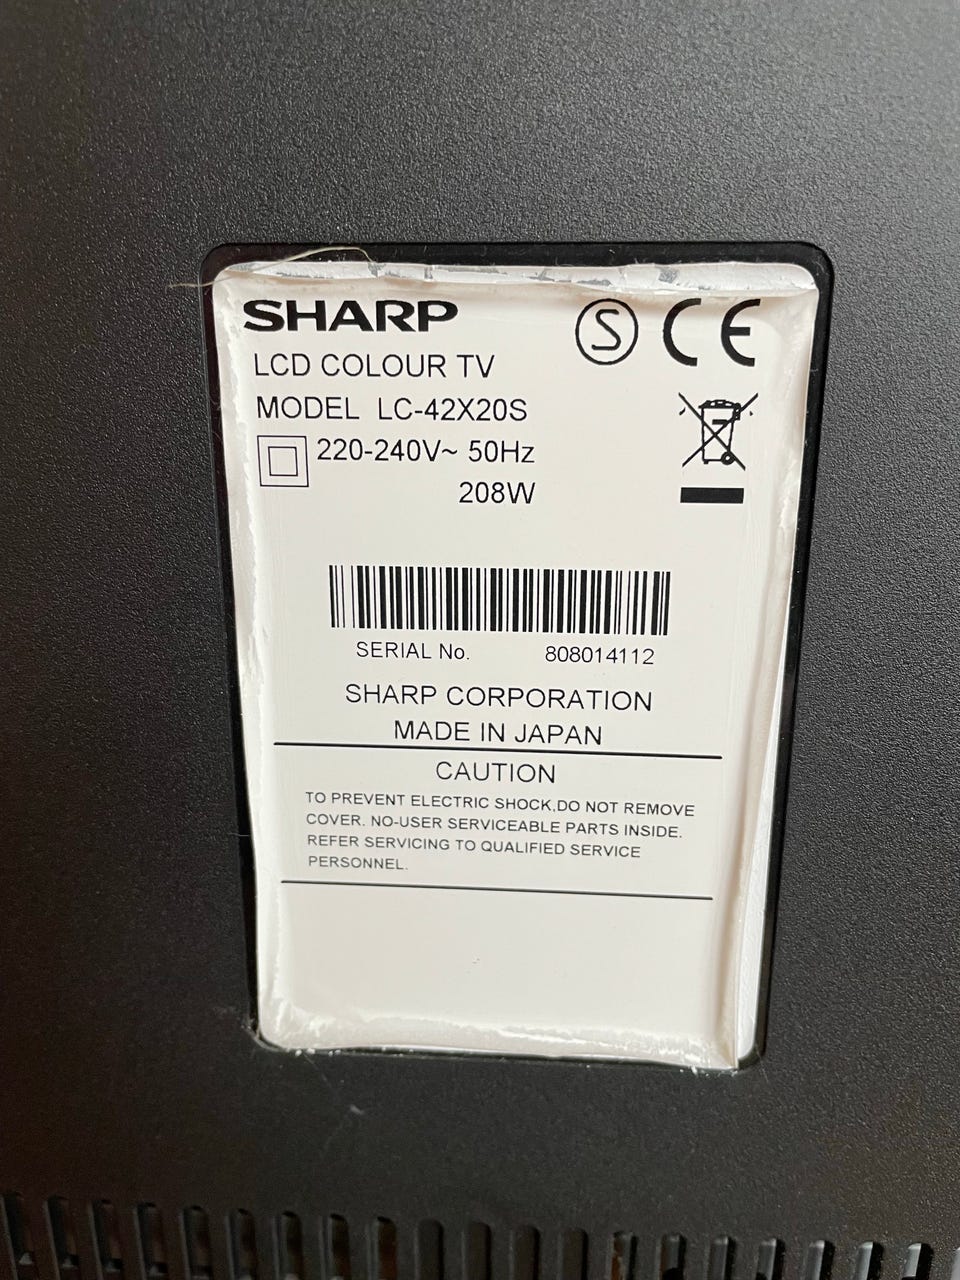 SHARP
LCD COLOUR TV
MODEL LC-42X20S
220-240V~ 50Hz
208W
S CE
SERIAL No. 808014112
SHARP CORPORATION
MADE IN JAPAN
CAUTION
TO PREVENT ELECTRIC SHOCK,DO NOT REMOVE
COVER. NO-USER SERVICEABLE PARTS INSIDE.
REFER SERVICING TO QUALIFIED SERVICE
PERSONNEL.